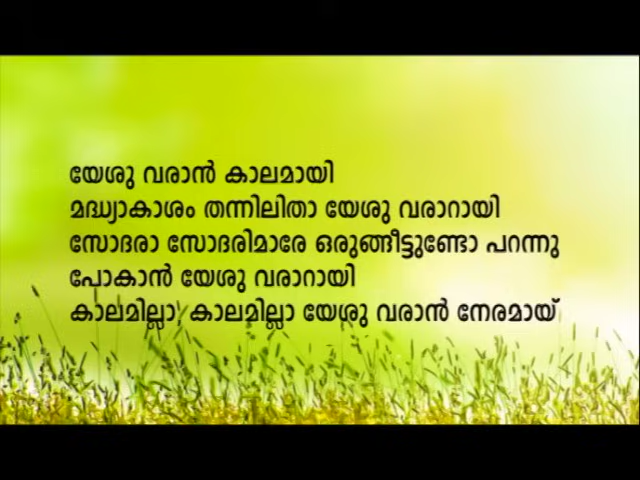 യേശു വരാൻ കാലമായി
മദ്ധ്യാകാശം തന്നിലിതാ യേശു വരാറായി
സോദരാ സോദരിമാരേ ഒരുങ്ങീട്ടുണ്ടോ പറന്നു
പോകാൻ യേശു വരാറായി
കാലമില്ലാ കാലമില്ലാ യേശു വരാൻ നേരമായ്